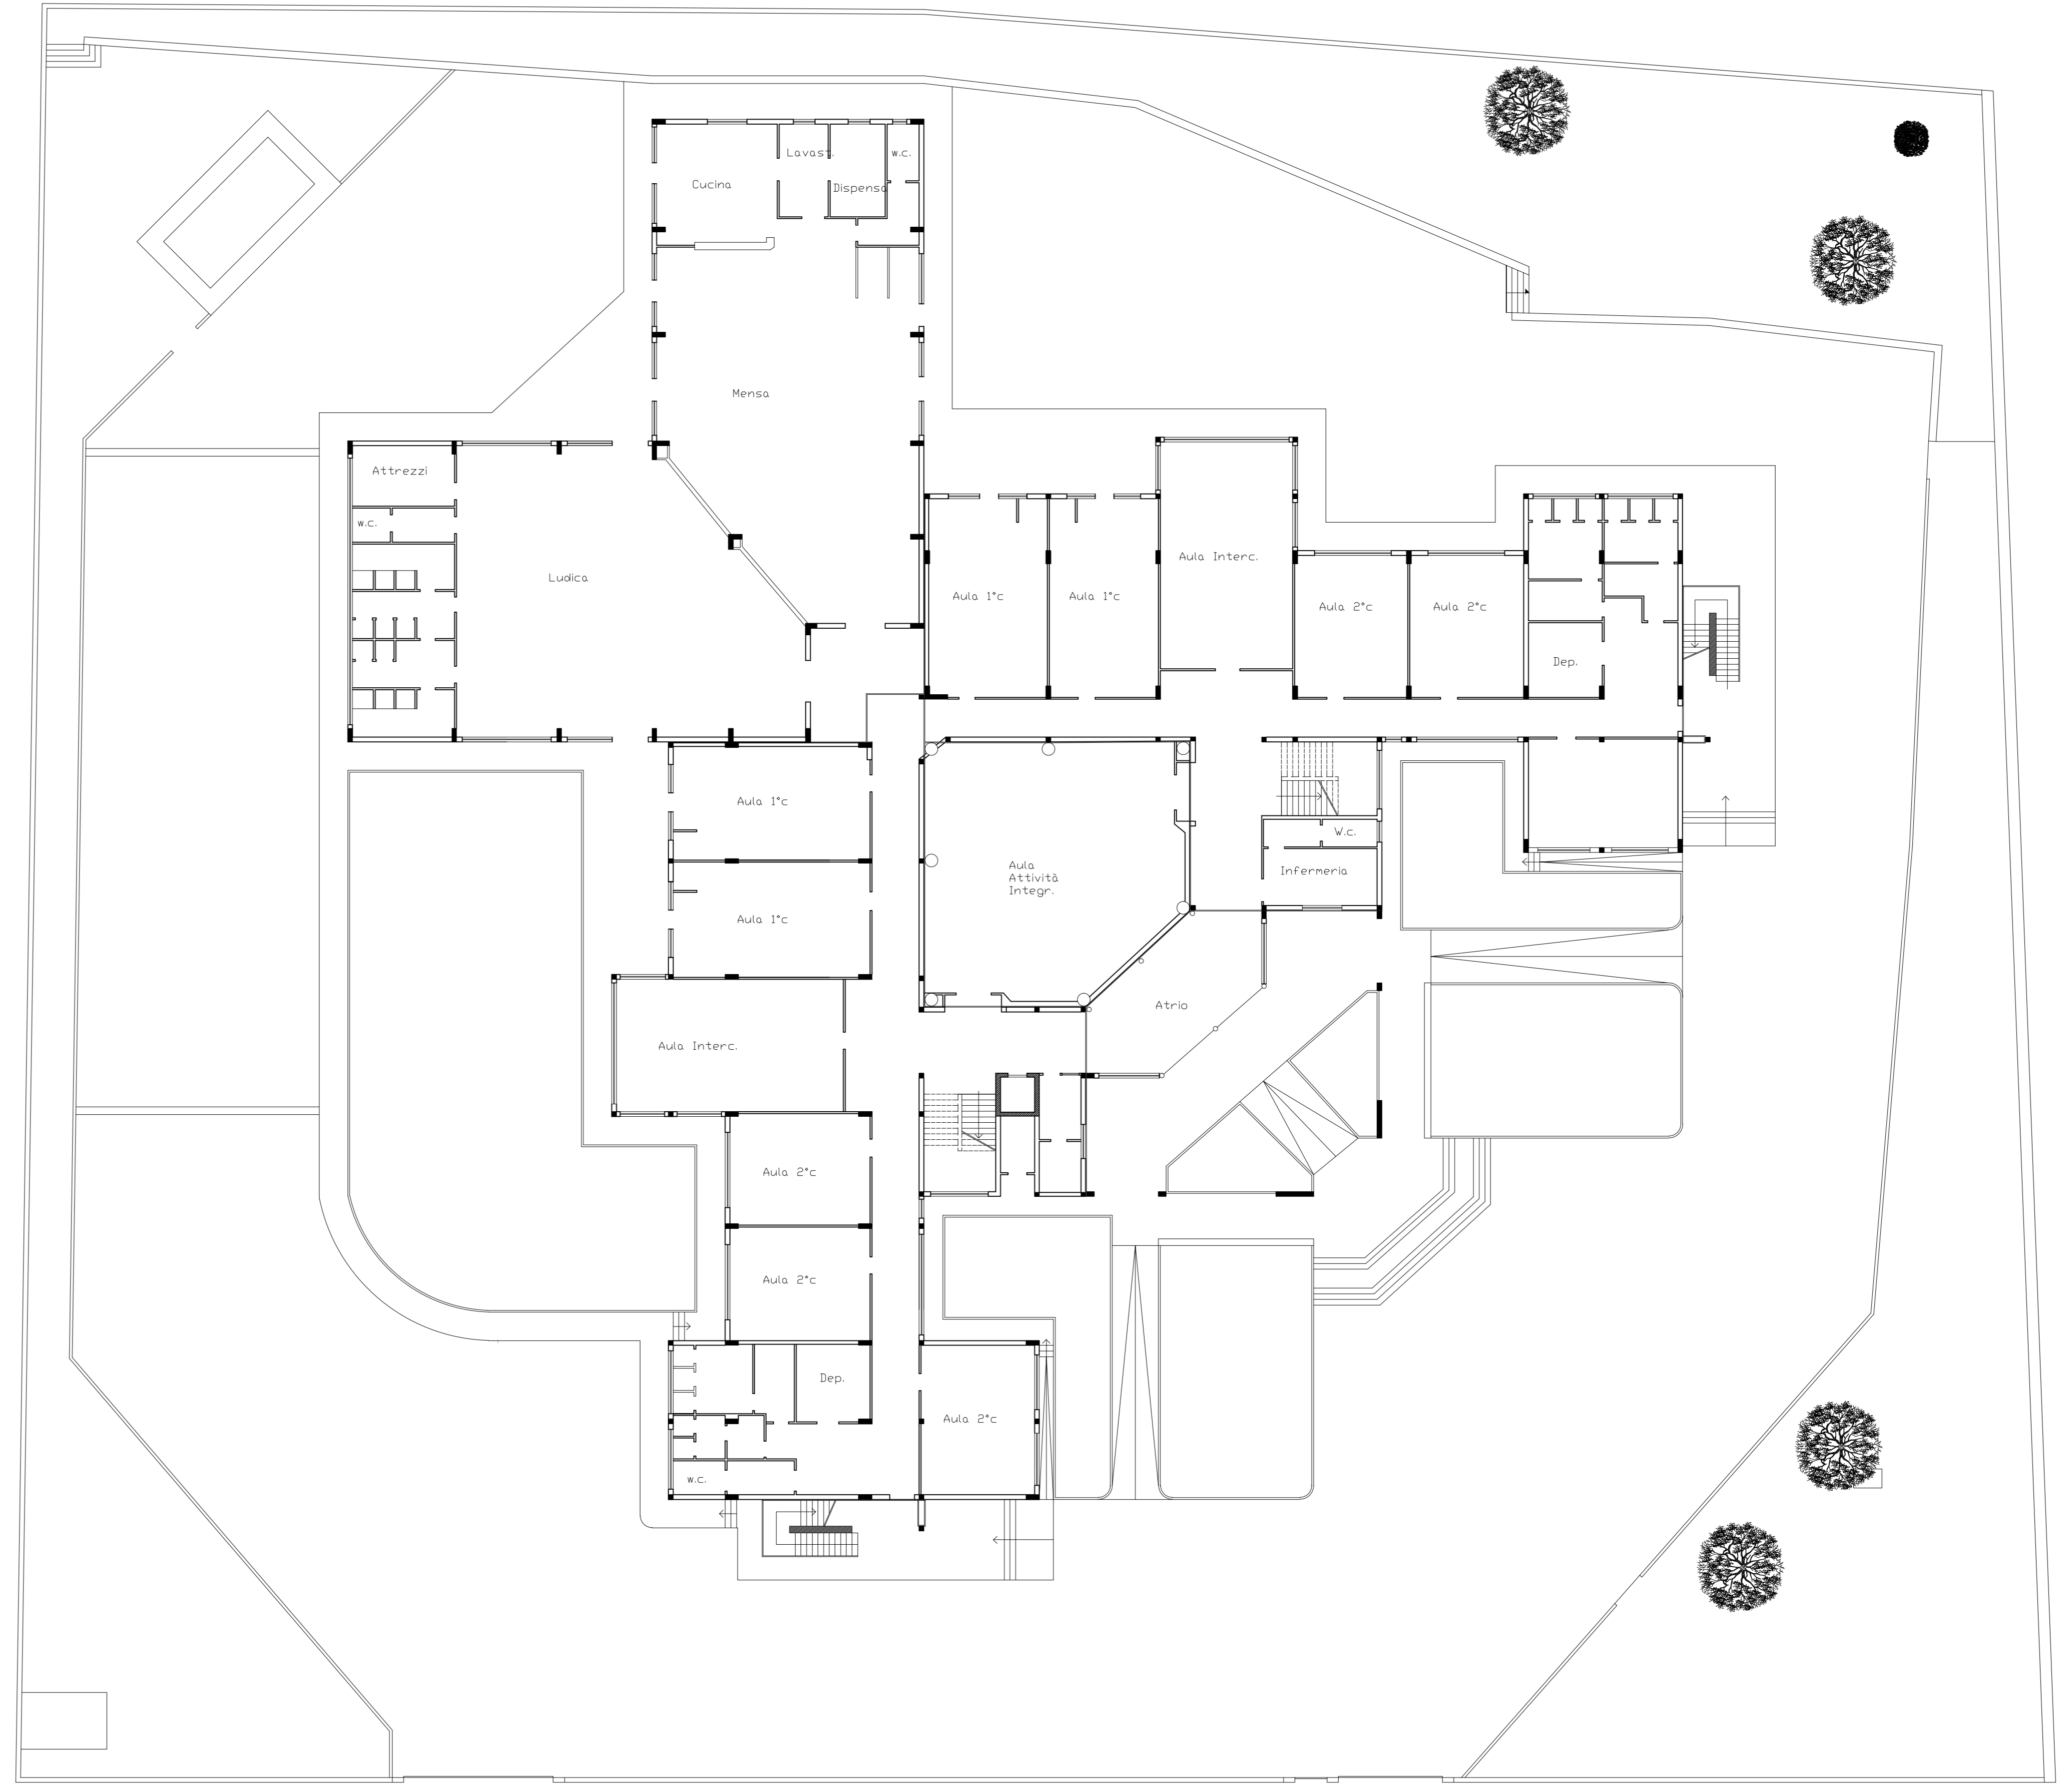 Lavast.
w.c.
Cucina
Dispensa
Mensa
Attrezzi
w.c.
Ludica
Aula Interc.
Aula 1°c
Aula 1°c
Aula 2°c
Aula 2°c
Dep.
Aula 1°c
W.c.
Aula
Attività
Integr.
Infermeria
Aula 1°c
Atrio
Aula Interc.
Aula 2°c
Aula 2°c
Dep.
Aula 2°c
w.c.